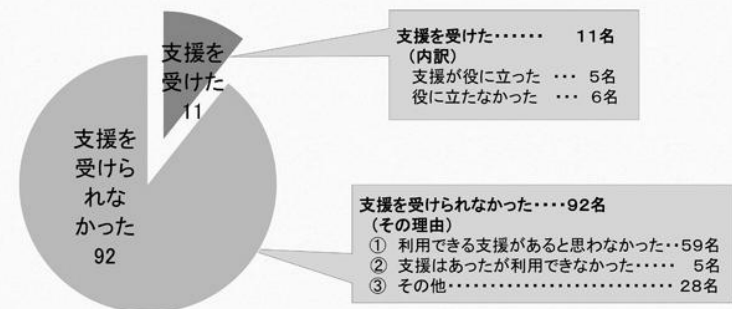 支援を
受けた
11
支援を
受けら
れな
かった
92
支援を受けた‥‥‥ 11名
(内訳)
支援が役に立った ‥‥ 5名
役に立たなかった ‥‥ 6名
支援を受けられなかった‥‥92名
(その理由)
① 利用できる支援があると思わなかった‥59名
② 支援はあったが利用できなかった‥‥‥ 5名
③ その他‥‥‥‥‥‥‥‥‥‥‥‥‥ 28名